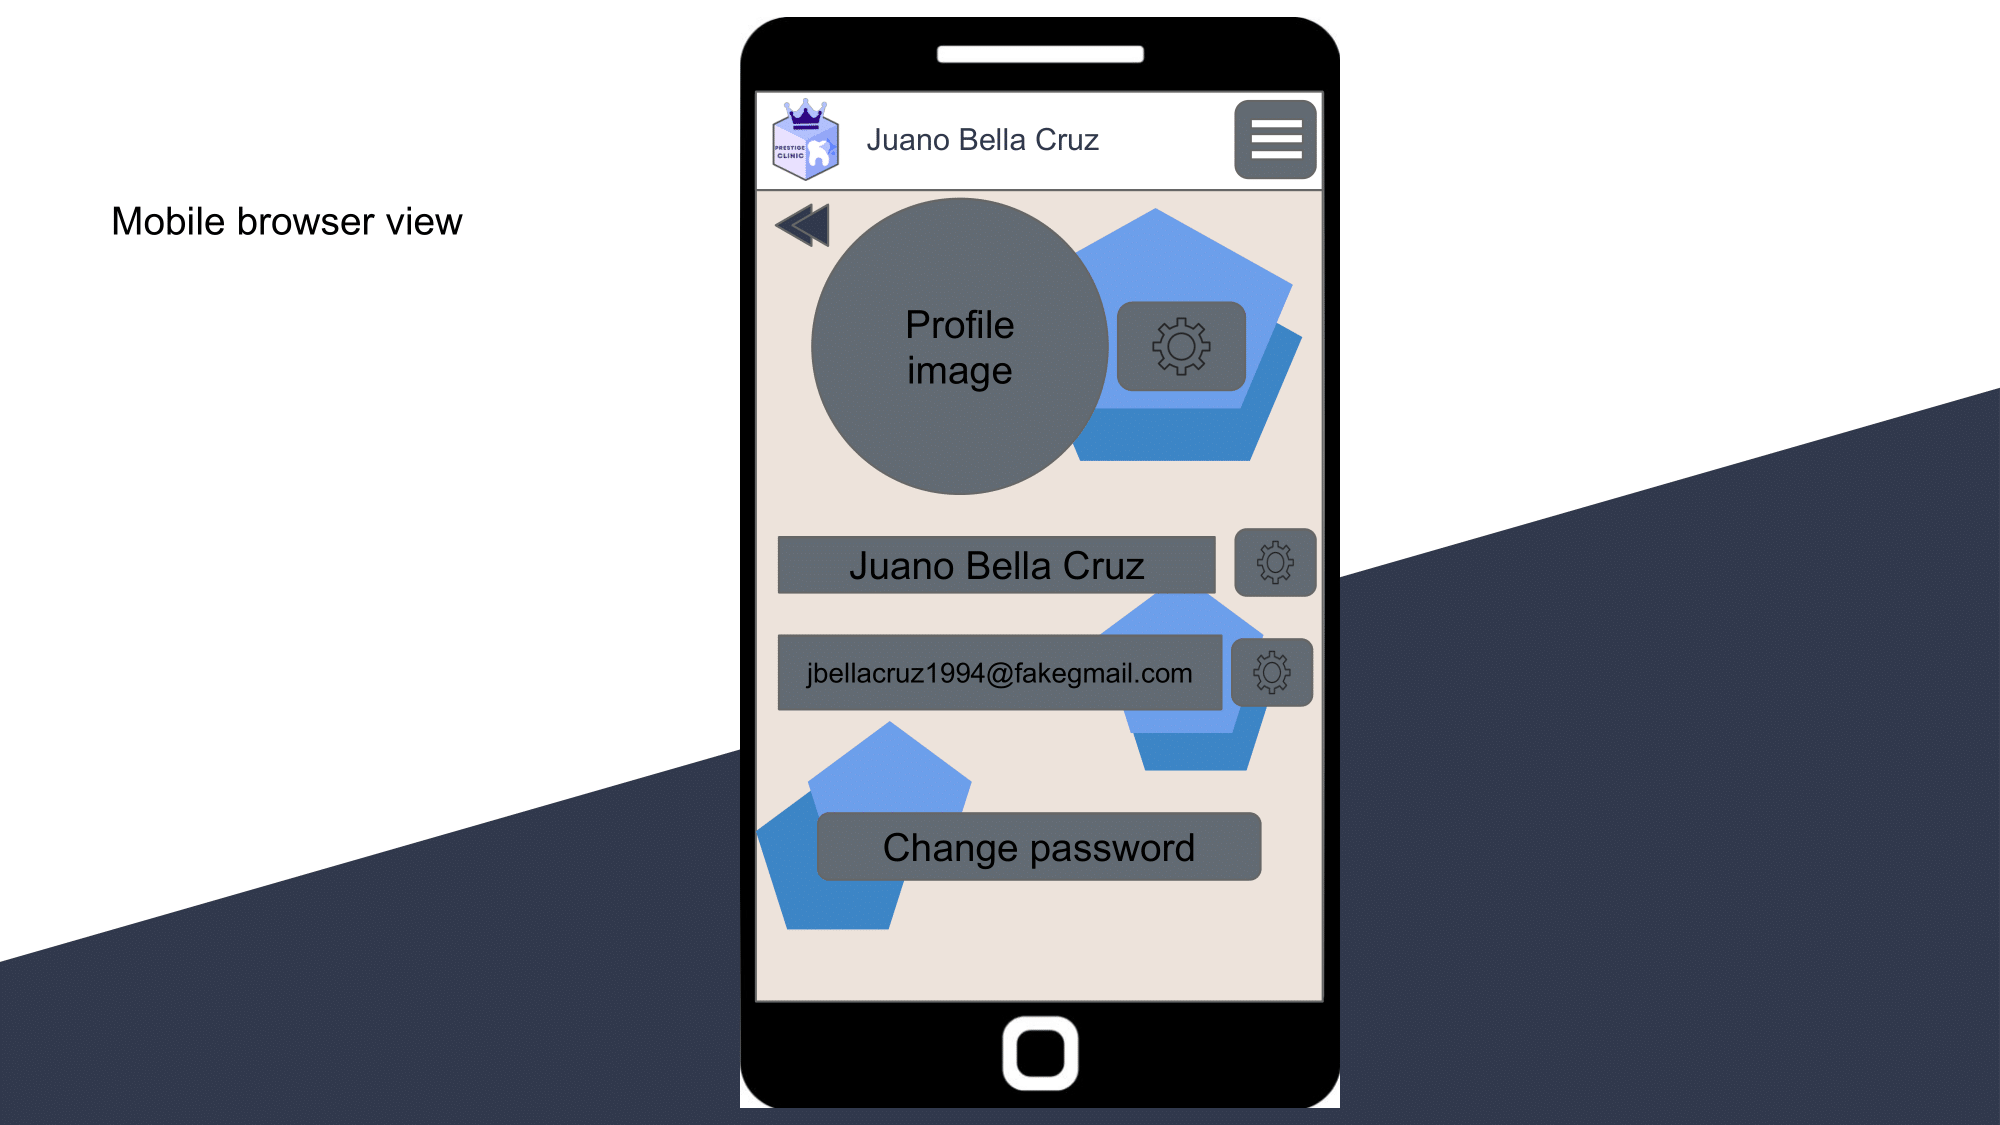 Mobile browser view
PRESTIGE
CLINIC
Juano Bella Cruz
Profile
image
Juano Bella Cruz
jbellacruz1994@fakegmail.com
Change password